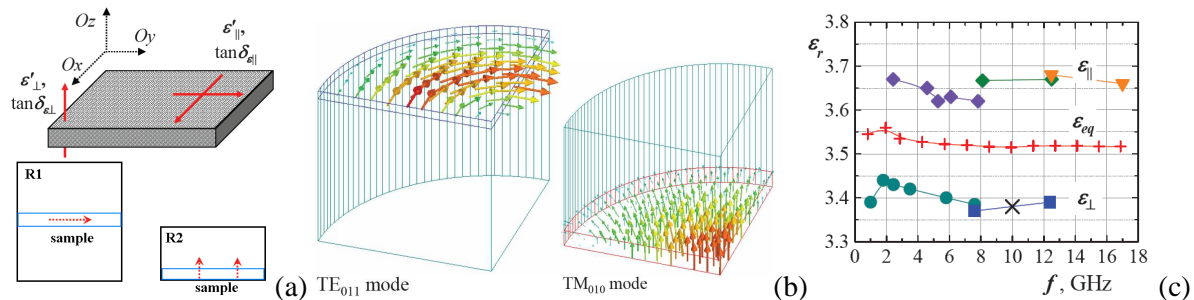 Oz
Oy
Ox
ε′∥,
tanδε∥
ε′⊥,
tanδε⊥
R1
sample
R2
sample
(a)
TE011 mode
TM010 mode
(b)
εr
3.8
3.7
3.6
3.5
3.4
3.3
ε∥
εeq
ε⊥
0 2 4 6 8 10 12 14 16 18
f, GHz
(c)